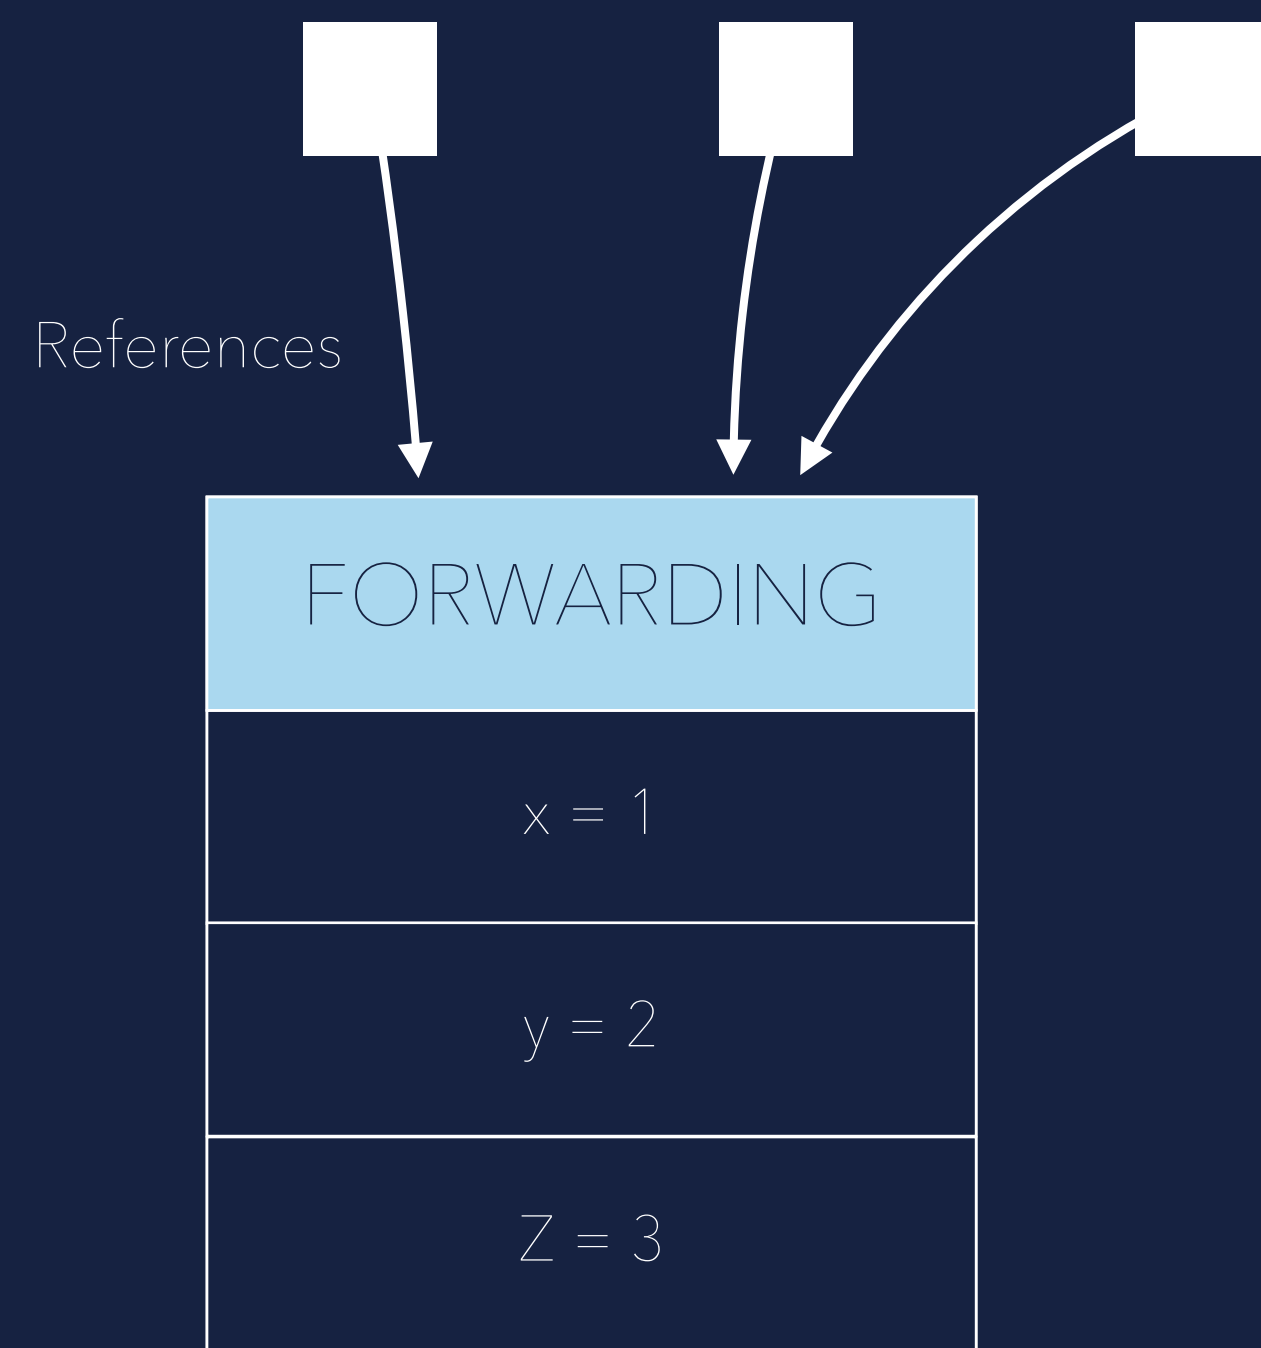 References
FORWARDING
x = 1
y = 2
Z = 3